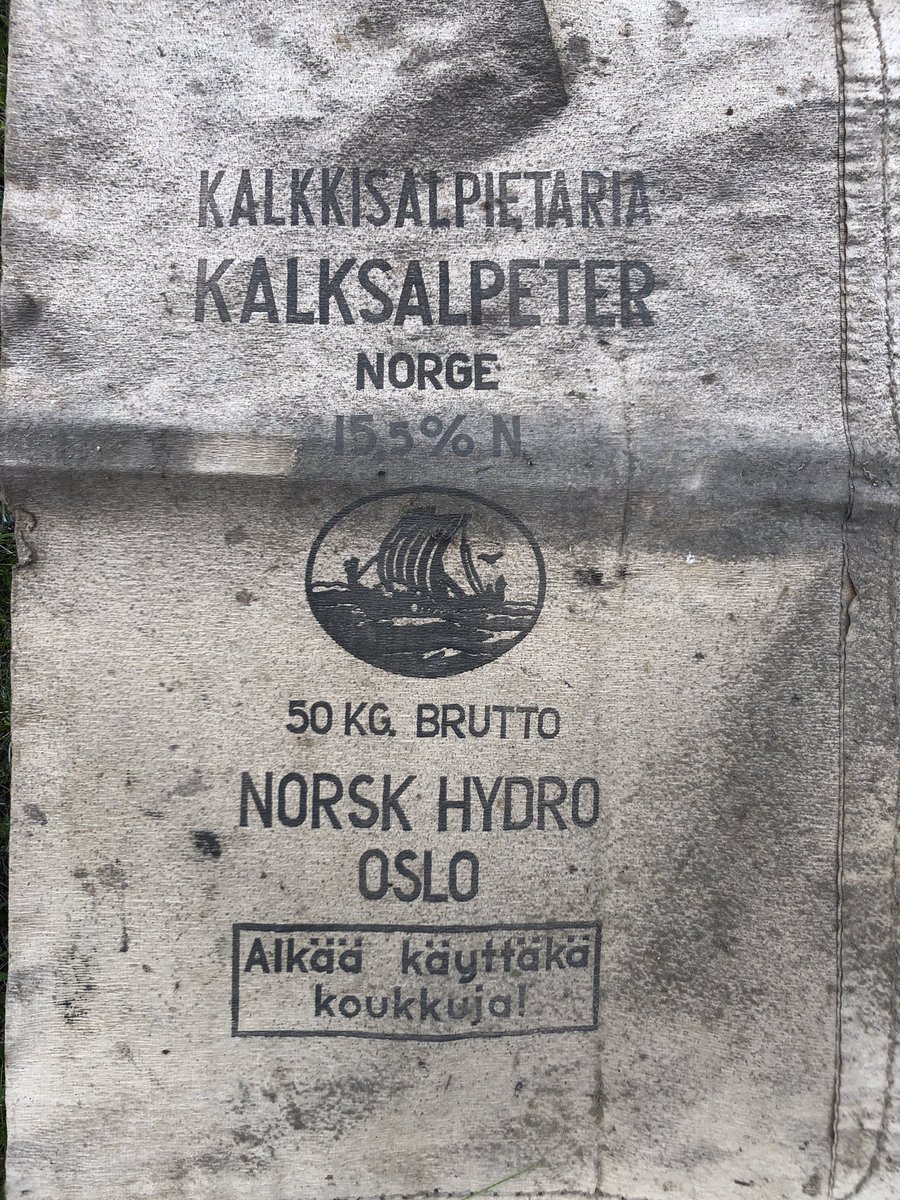 KALKKISALPIETARIA
KALKSALPETER
NORGE
15,5% N
50 KG. BRUTTO
NORSK HYDRO
OSLO
Alkää käyttäkä
koukkuja!